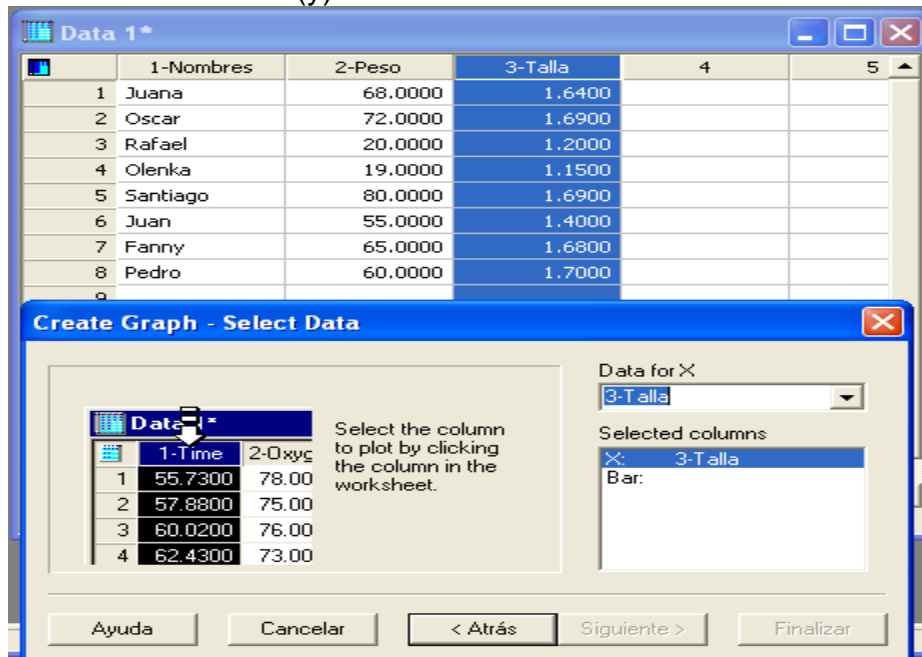 (y)
Data 1*
1-Nombres 2-Peso 3-Talla 4 5
1 Juana 68.0000 1.6400
2 Oscar 72.0000 1.6900
3 Rafael 20.0000 1.2000
4 Olenka 19.0000 1.1500
5 Santiago 80.0000 1.6900
6 Juan 55.0000 1.4000
7 Fanny 65.0000 1.6800
8 Pedro 60.0000 1.7000
9
Create Graph - Select Data
Data for X
3-Talla
Selected columns
X: 3-Talla
Bar:
Select the column
to plot by clicking
the column in the
worksheet.
1-Time
1 55.7300 78.00
2 57.8800 75.00
3 60.0200 76.00
4 62.4300 73.00
Ayuda Cancelar < Atrás Siguiente > Finalizar